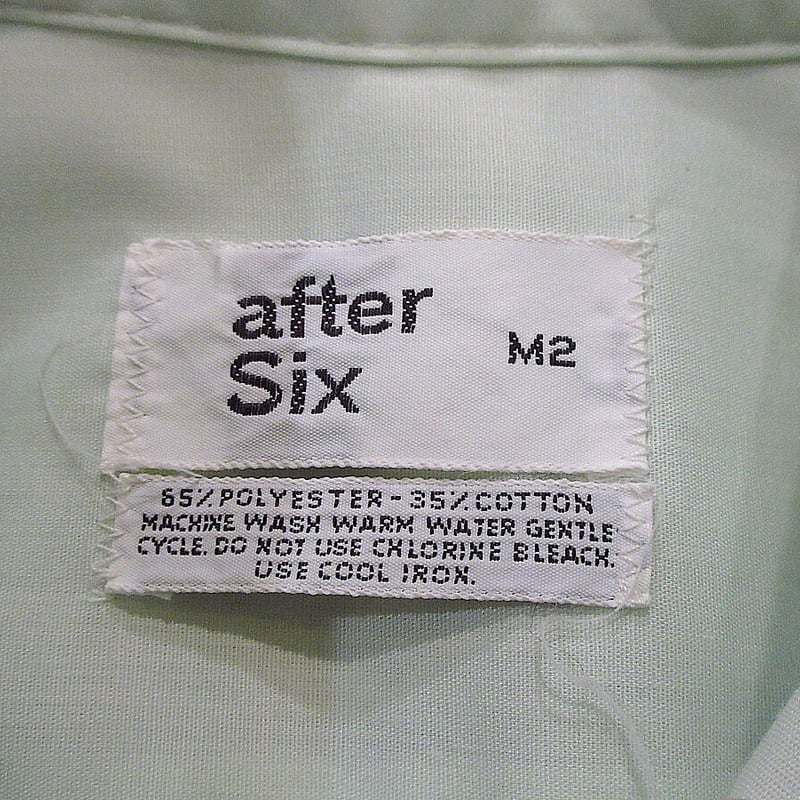 after
Six
M2
65% POLYESTER - 35% COTTON
MACHINE WASH WARM WATER GENTLE
CYCLE. DO NOT USE CHLORINE BLEACH.
USE COOL IRON.